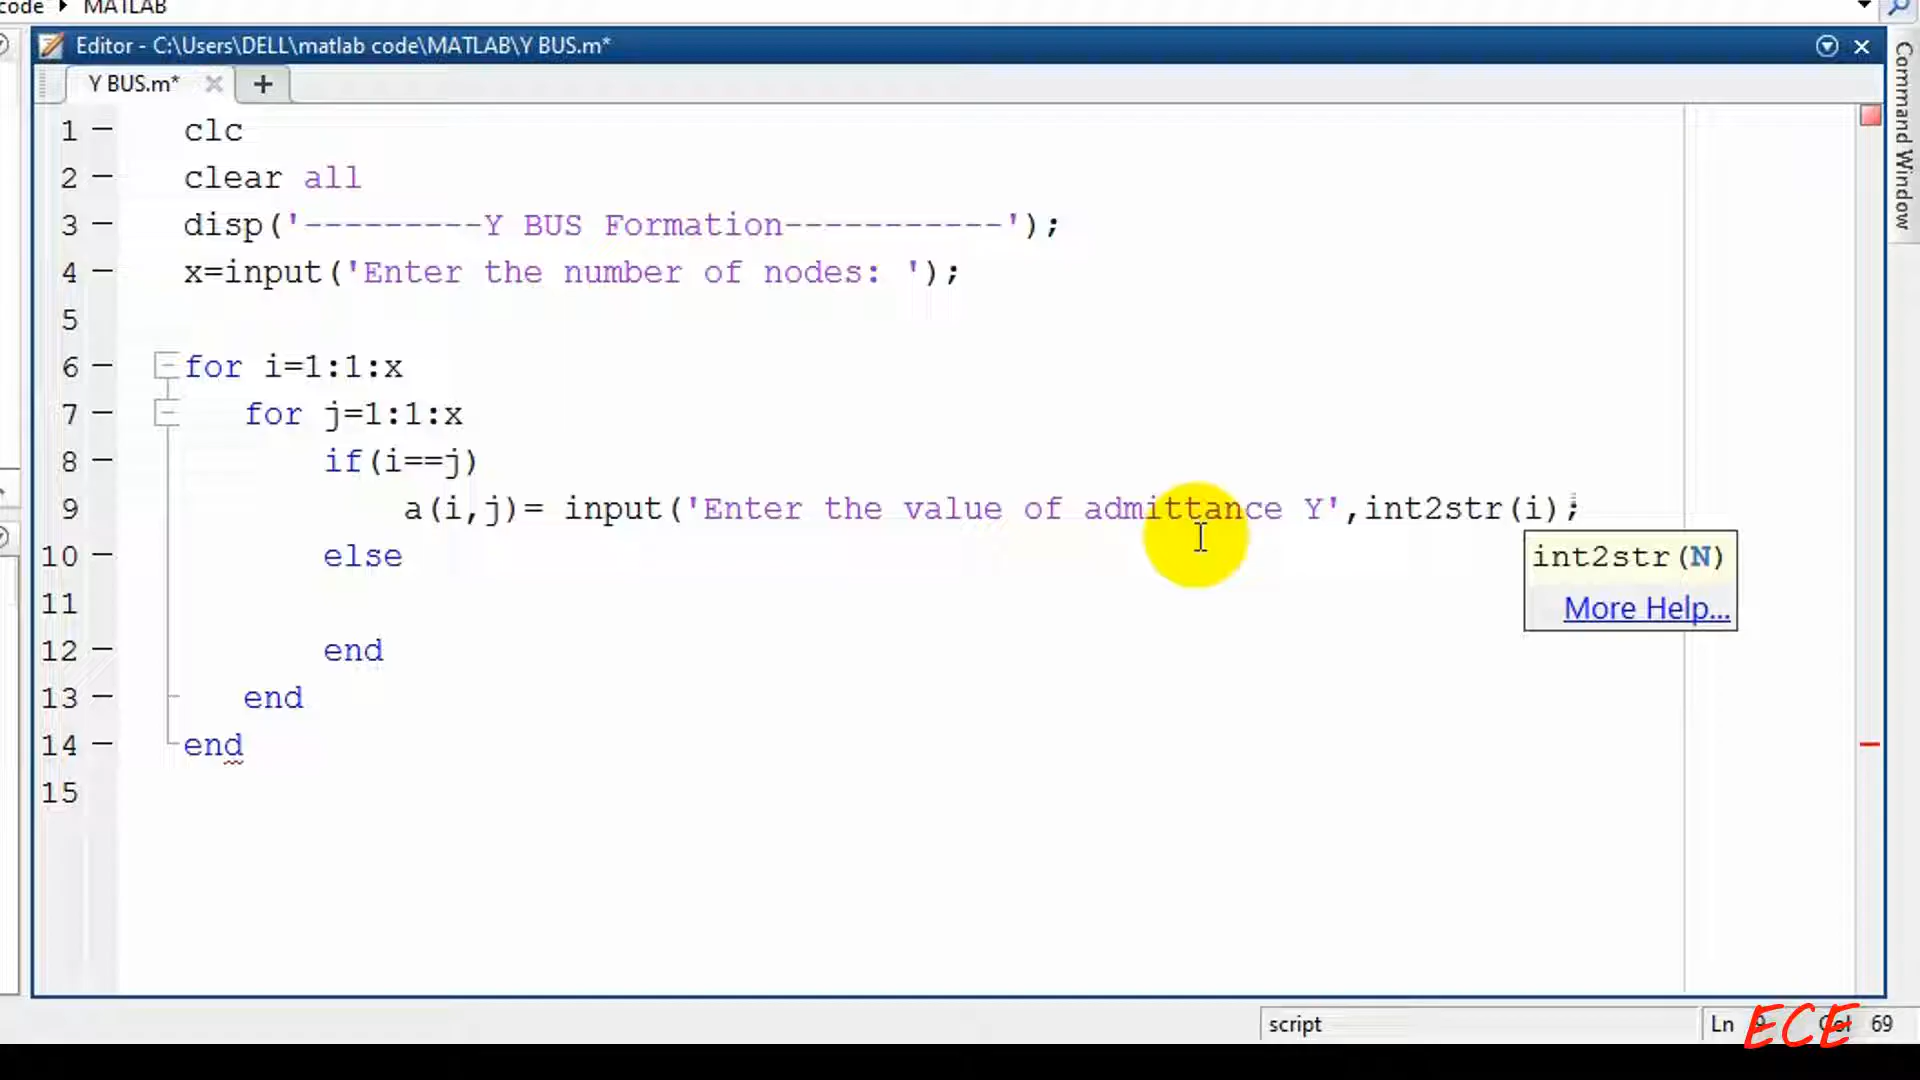 code ▸ MATLAB
Editor - C:\Users\DELL\matlab code\MATLAB\Y BUS.m*
Y BUS.m*
Command Window
1 clc
2 clear all
3 disp('---------Y BUS Formation-----------');
4 x=input('Enter the number of nodes: ');
5
6 for i=1:1:x
7 for j=1:1:x
8 if(i==j)
9 a(i,j)= input('Enter the value of admittance Y',int2str(i);
int2str(N)
10 else
More Help...
11
12 end
13 end
14 end
15
script
Ln 9 Col 69
ECE